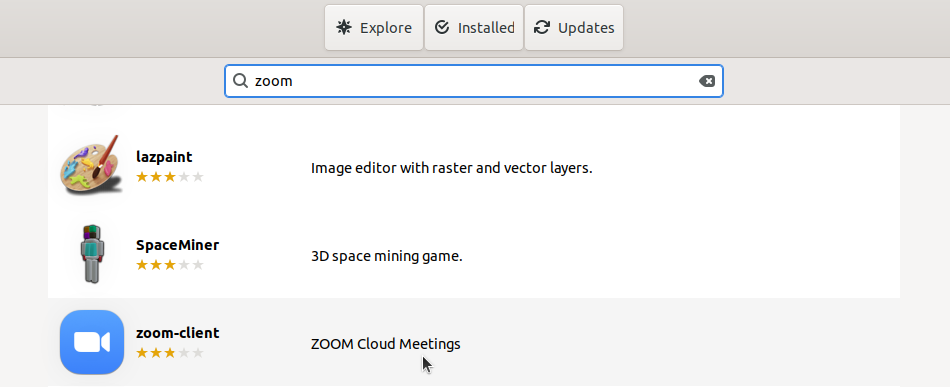 Explore Installed Updates
zoom
lazpaint
Image editor with raster and vector layers.
SpaceMiner
3D space mining game.
zoom-client
ZOOM Cloud Meetings